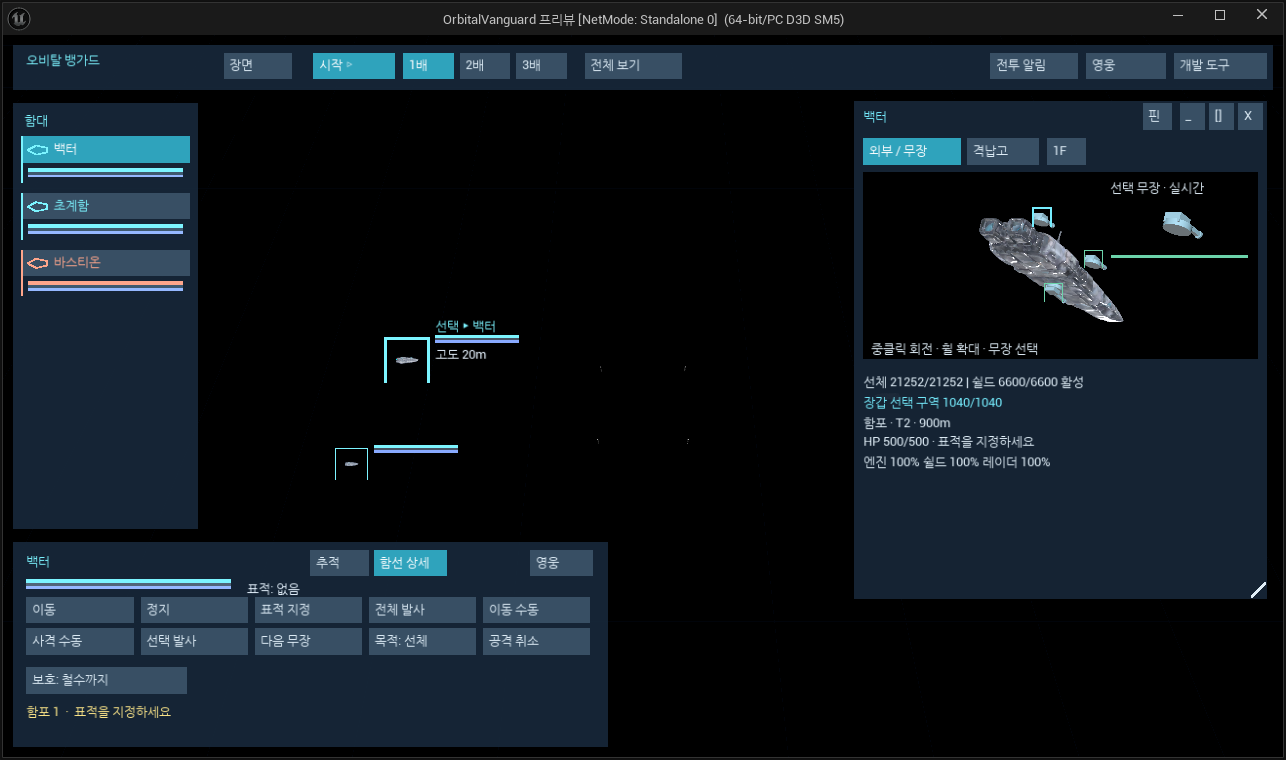 OrbitalVanguard 프리뷰 [NetMode: Standalone 0] (64-bit/PC D3D SM5)
오비탈 뱅가드
장면
시작 ▷
1배
2배
3배
전체 보기
전투 알림
영웅
개발 도구
함대
백터
초계함
바스티온
선택 ▶ 백터
고도 20m
백터
핀
_
[]
X
외부 / 무장
격납고
1F
선택 무장 · 실시간
중클릭 회전 · 휠 확대 · 무장 선택
선체 21252/21252 | 쉴드 6600/6600 활성
장갑 선택 구역 1040/1040
함포 · T2 · 900m
HP 500/500 · 표적을 지정하세요
엔진 100% 쉴드 100% 레이더 100%
백터
추적
함선 상세
영웅
표적: 없음
이동
정지
표적 지정
전체 발사
이동 수동
사격 수동
선택 발사
다음 무장
목적: 선체
공격 취소
보호: 철수까지
함포 1 · 표적을 지정하세요